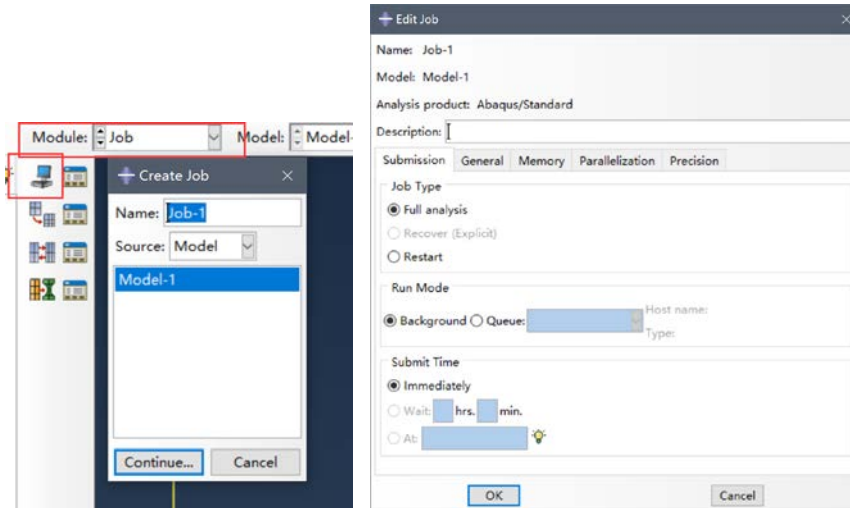 Module: Job Model: Model-
Create Job
Name: Job-1
Source: Model
Model-1
Continue... Cancel
Edit Job
Name: Job-1
Model: Model-1
Analysis product: Abaqus/Standard
Description:
Submission General Memory Parallelization Precision
Job Type
Full analysis
Recover (Explicit)
Restart
Run Mode
Background Queue: Host name:
Type:
Submit Time
Immediately
Wait: hrs. min.
At:
OK Cancel